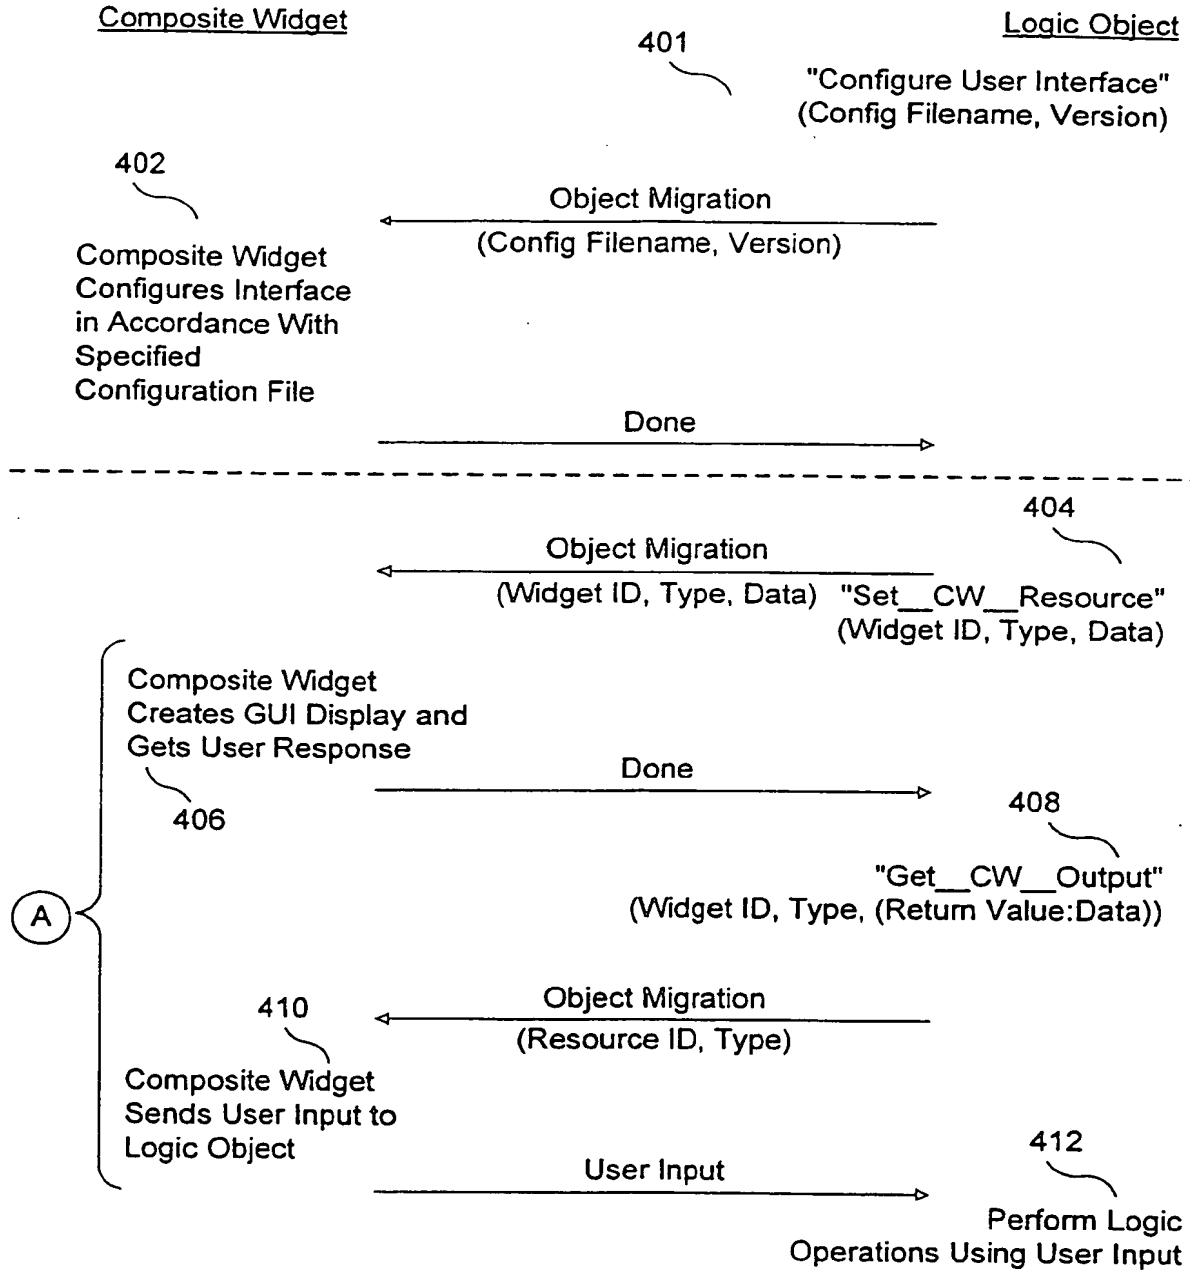 Composite Widget
Logic Object
401
"Configure User Interface"
(Config Filename, Version)
402
Object Migration
(Config Filename, Version)
Composite Widget
Configures Interface
in Accordance With
Specified
Configuration File
Done
404
Object Migration
(Widget ID, Type, Data)
"Set__CW__Resource"
(Widget ID, Type, Data)
Composite Widget
Creates GUI Display and
Gets User Response
406
Done
408
"Get__CW__Output"
(Widget ID, Type, (Return Value:Data))
A
410
Object Migration
(Resource ID, Type)
Composite Widget
Sends User Input to
Logic Object
User Input
412
Perform Logic
Operations Using User Input